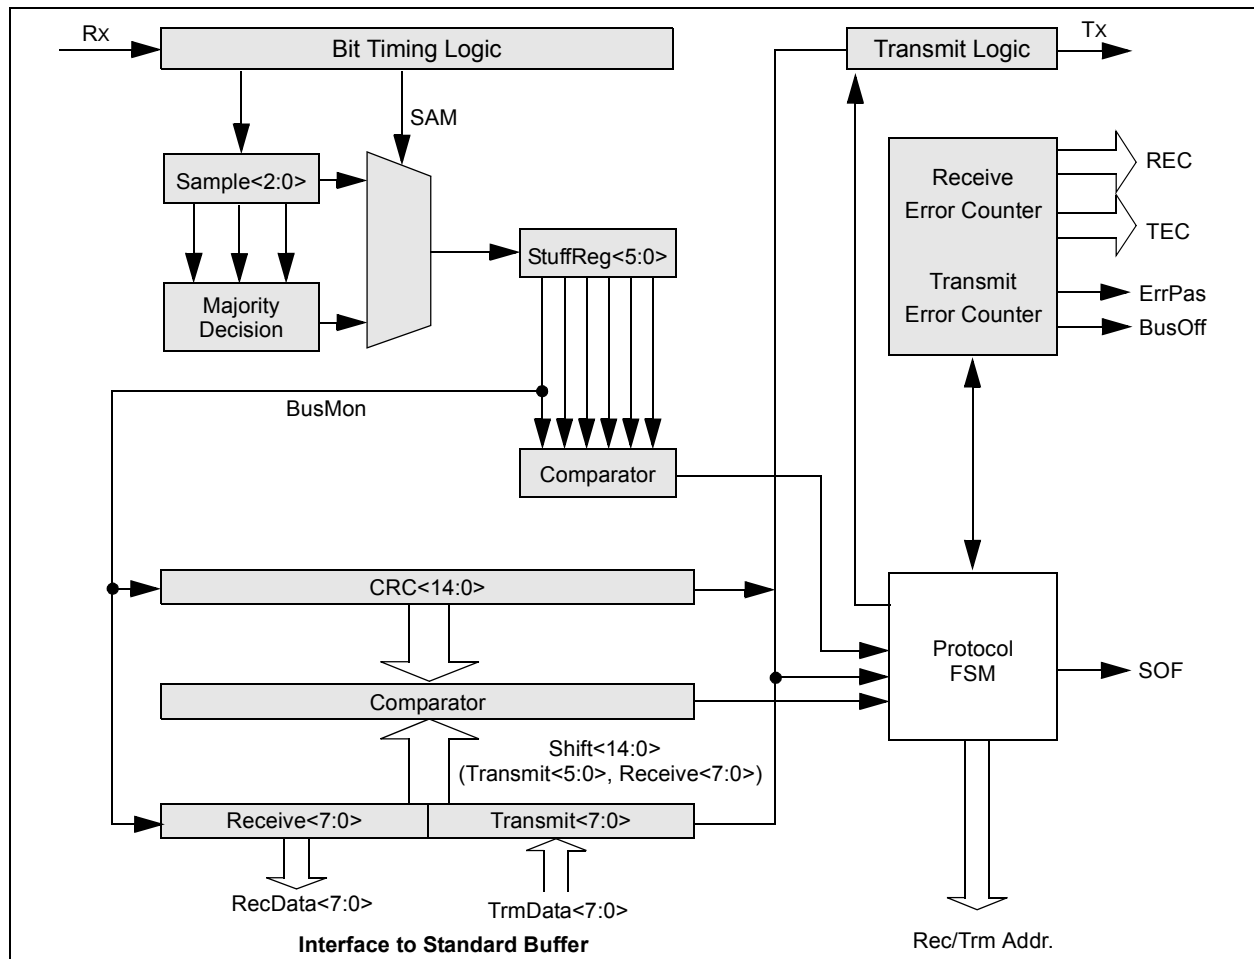 Rx
Bit Timing Logic
Transmit Logic
Tx
SAM
Sample<2:0>
Majority
Decision
StuffReg<5:0>
BusMon
Comparator
Receive
Error Counter
Transmit
Error Counter
REC
TEC
ErrPas
BusOff
CRC<14:0>
Comparator
Shift<14:0>
(Transmit<5:0>, Receive<7:0>)
Receive<7:0>
Transmit<7:0>
RecData<7:0>
TrmData<7:0>
Interface to Standard Buffer
Protocol
FSM
SOF
Rec/Trm Addr.